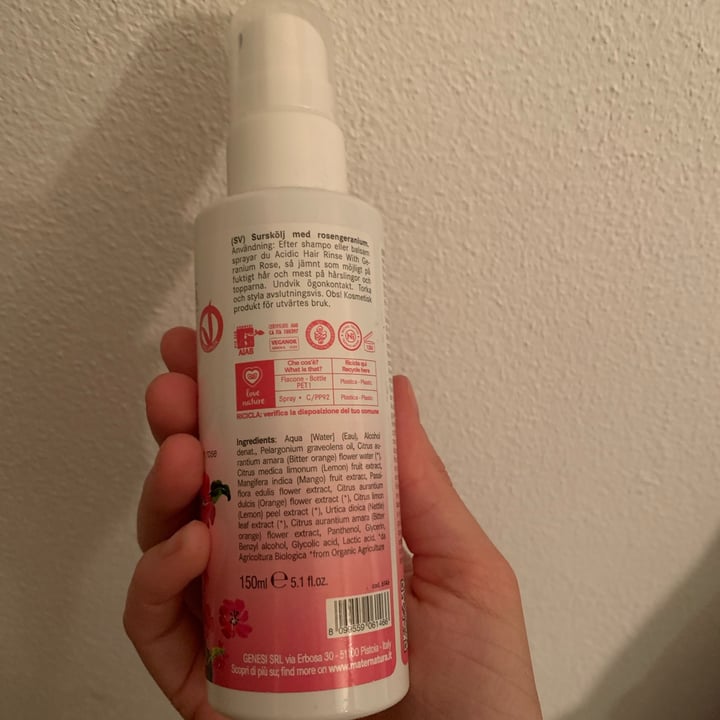 (SV) Surskölj med rosengeranium.
Användning: Efter shampo eller balsam
sprayar du Acidic Hair Rinse With Ge-
ranium Rose, så jämnt som möjligt på
fuktigt hår och mest på hårslingor och
topparna. Undvik ögonkontakt. Torka
och styla avslutningsvis. Obs! Kosmetisk
produkt för utvärtes bruk.
AIAB
VEGANOK
Che cos'è? Ricicla qui
What is that? Recycle here
Flacone - Bottle Plastica - Plastic
PET1
Spray • C/PP92 Plastica - Plastic
love
nature
RICICLA: verifica la disposizione del tuo comune
rose
Ingredients: Aqua [Water] (Eau), Alcohol
denat., Pelargonium graveolens oil, Citrus au-
rantium amara (Bitter orange) flower water (*),
Citrus medica limonum (Lemon) fruit extract,
Mangifera indica (Mango) fruit extract, Passi-
flora edulis flower extract, Citrus aurantium
dulcis (Orange) flower extract (*), Citrus limon
(Lemon) peel extract (*), Urtica dioica (Nettle)
leaf extract (*), Citrus aurantium amara (Bitter
orange) flower extract, Panthenol, Glycerin,
Benzyl alcohol, Glycolic acid, Lactic acid. *da
Agricoltura Biologica *from Organic Agriculture
150ml e 5.1 fl.oz.
8 099559 061466
GENESI SRL via Erbosa 30 - 51100 Pistoia - Italy
Scopri di più su; find more on www.maternatura.it